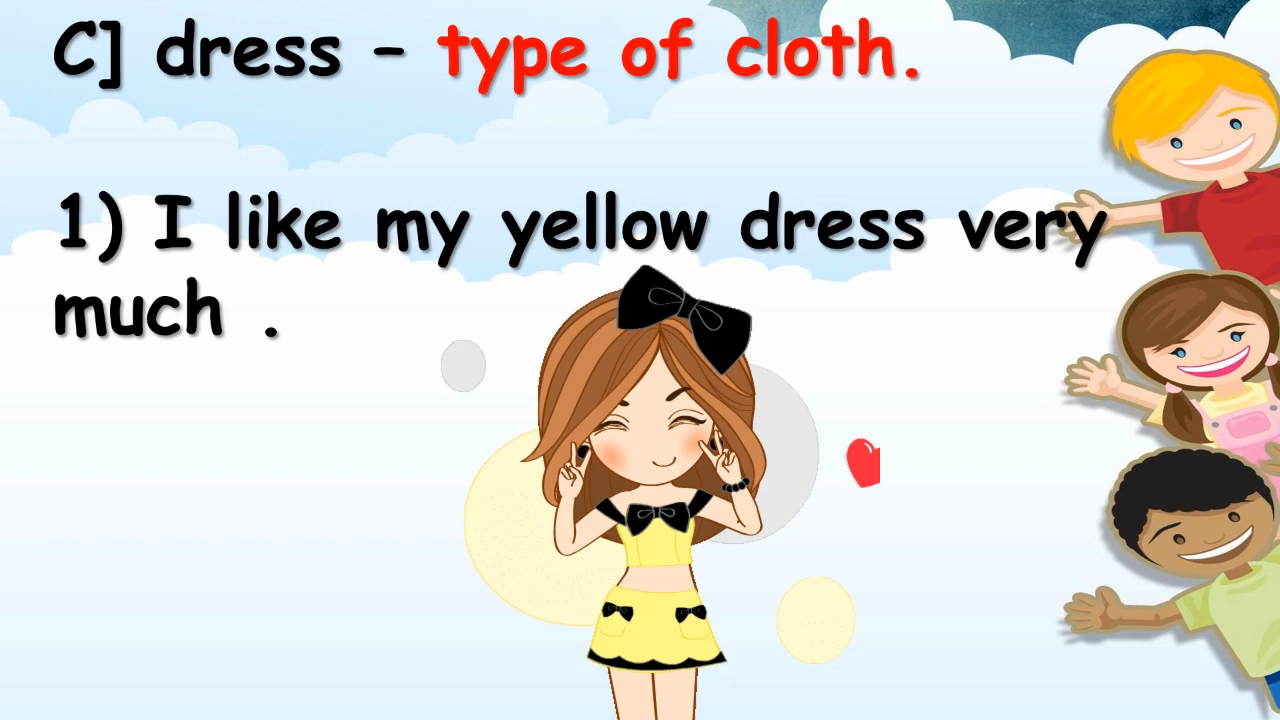 C] dress – type of cloth.
1) I like my yellow dress very
much .